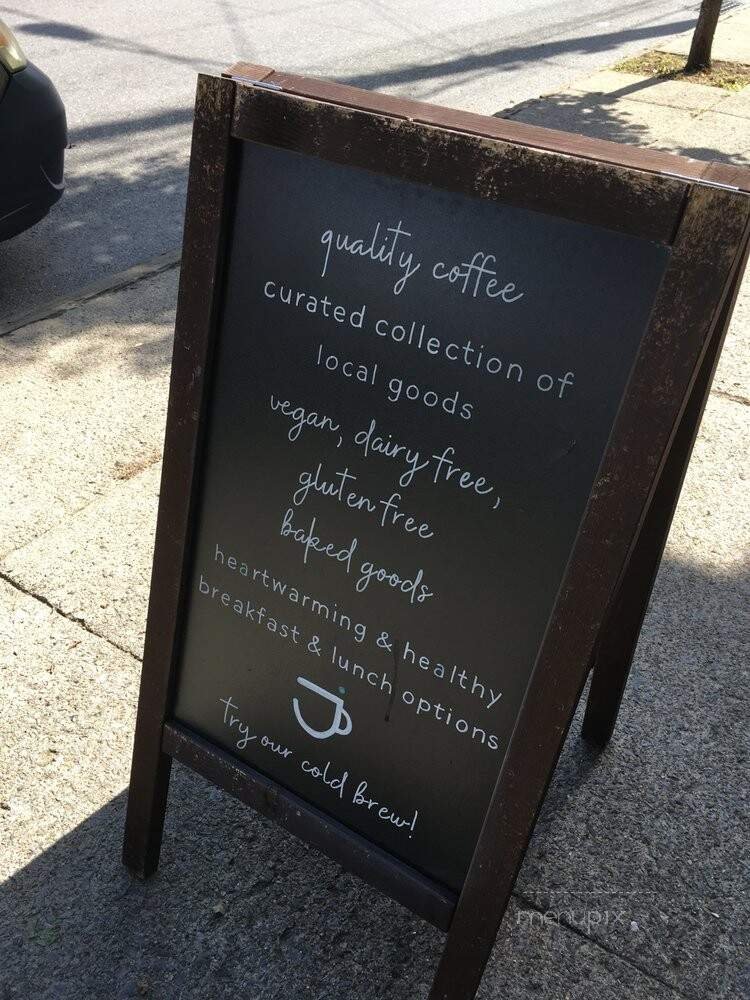 quality coffee
curated collection of
local goods
vegan, dairy free,
gluten free
baked goods
heartwarming & healthy
breakfast & lunch options
try our cold brew!
menupix